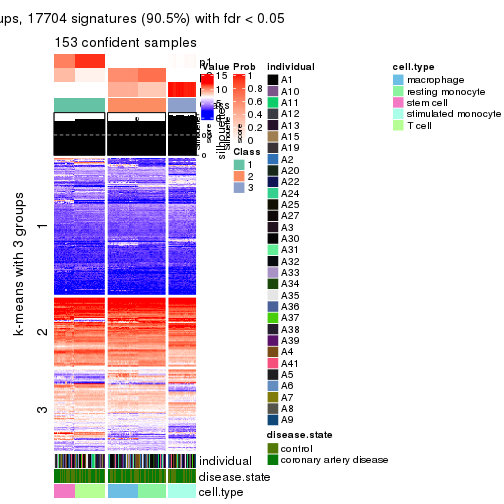 ups, 17704 signatures (90.5%) with fdr < 0.05
153 confident samples
k-means with 3 groups
1
2
3
Value
15
10
5
0
Prob
1
0.8
0.6
0.4
0.2
0
Class
1
2
3
individual
A1
A10
A11
A12
A13
A15
A19
A2
A20
A22
A24
A25
A27
A3
A30
A31
A32
A33
A34
A35
A36
A37
A38
A39
A4
A41
A5
A6
A7
A8
A9
disease.state
control
coronary artery disease
cell.type
macrophage
resting monocyte
stem cell
stimulated monocyte
T cell
individual
disease.state
cell.type